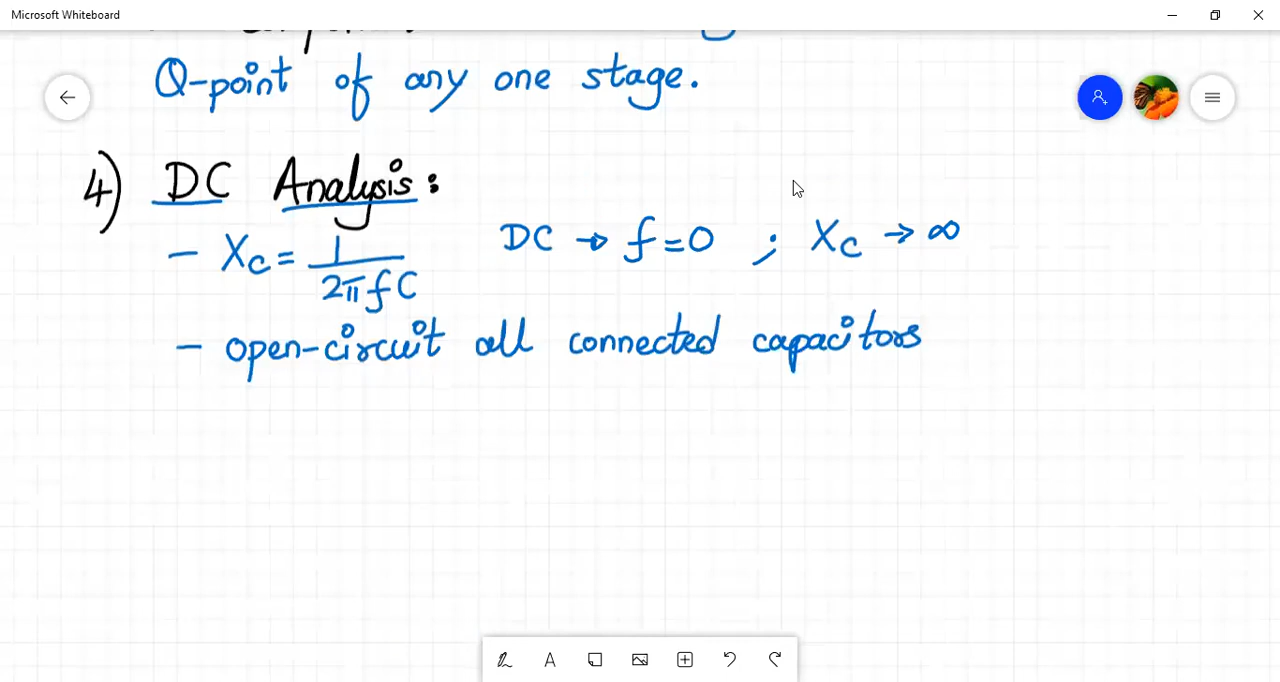 Microsoft Whiteboard
Q-point of any one stage.
4) DC Analysis:
- Xc = 1/2πfC DC → f=0 ; Xc → ∞
- open-circuit all connected capacitors